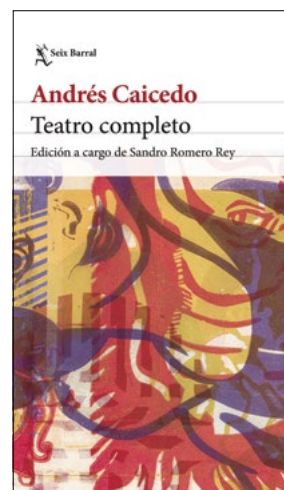 Seix Barral
Andrés Caicedo
Teatro completo
Edición a cargo de Sandro Romero Rey